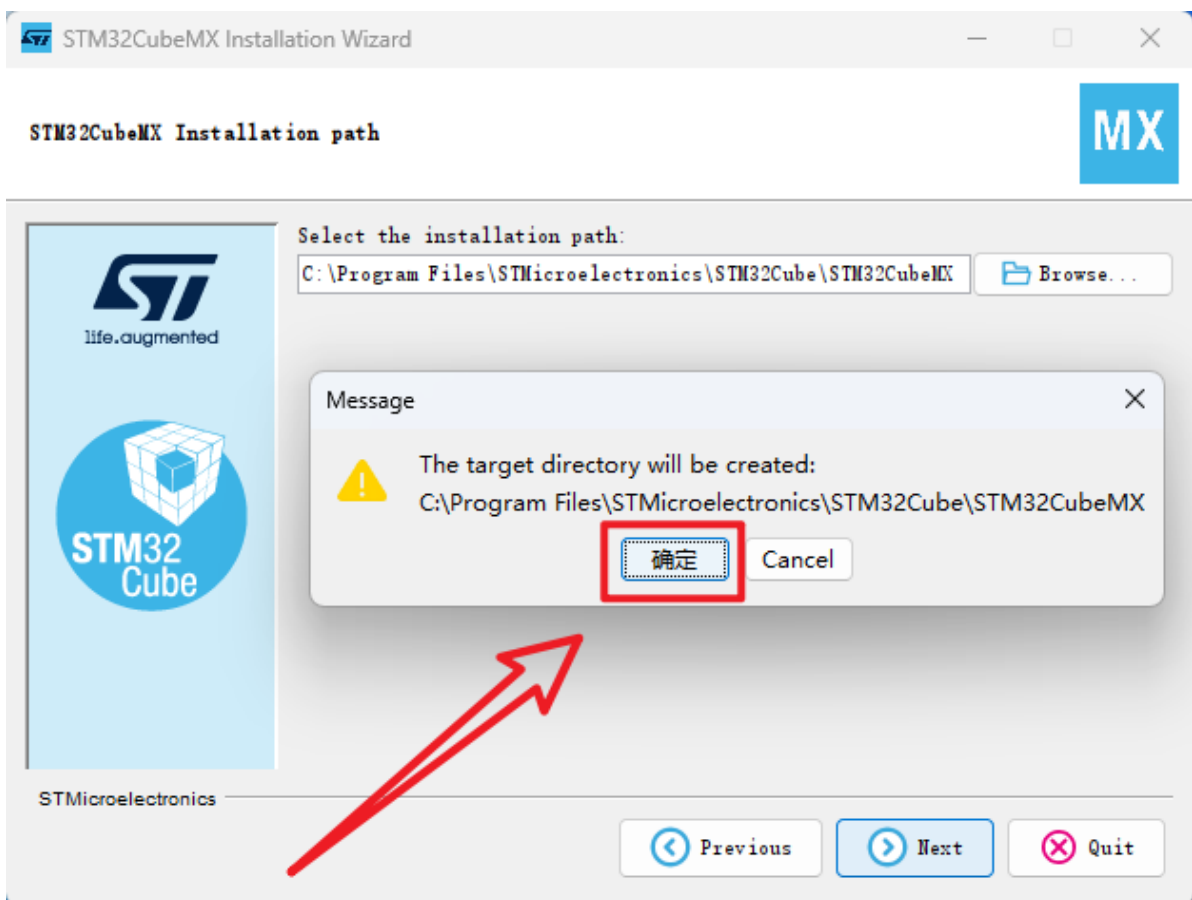 STM32CubeMX Installation Wizard
STM32CubeMX Installation path
MX
life.augmented
STM32
Cube
Select the installation path:
C:\Program Files\STMicroelectronics\STM32Cube\STM32CubeMX
Browse...
Message
The target directory will be created:
C:\Program Files\STMicroelectronics\STM32Cube\STM32CubeMX
确定
Cancel
STMicroelectronics
Previous
Next
Quit